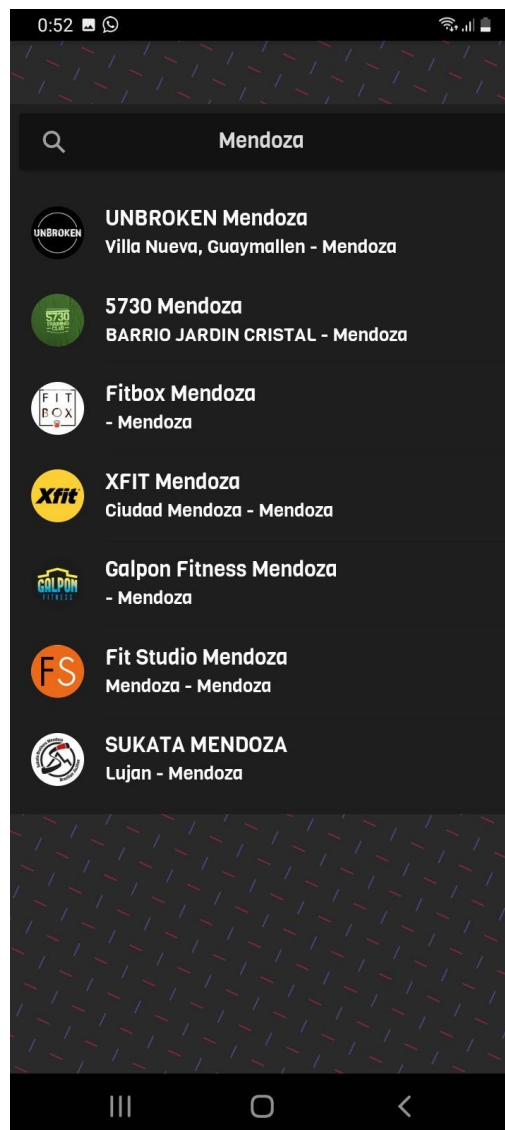 0:52
Mendoza
UNBROKEN
UNBROKEN Mendoza
Villa Nueva, Guaymallen - Mendoza
5730
TRAINING
CLUB
5730 Mendoza
BARRIO JARDIN CRISTAL - Mendoza
FIT
BOX
Fitbox Mendoza
- Mendoza
Xfit
XFIT Mendoza
Ciudad Mendoza - Mendoza
GALPON
FITNESS
Galpon Fitness Mendoza
- Mendoza
FS
Fit Studio Mendoza
Mendoza - Mendoza
SUKATA MENDOZA
Lujan - Mendoza